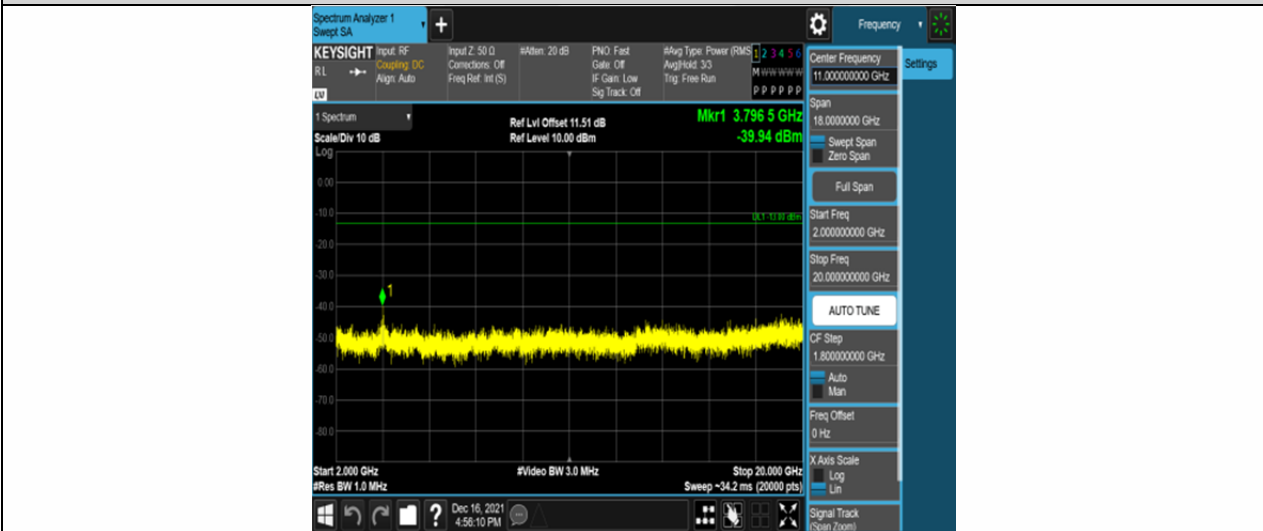 Spectrum Analyzer 1
Swept SA
+
Frequency
KEYSIGHT
RL
LV
Input: RF
Coupling: DC
Align: Auto
Input Z: 50 Ω
Corrections: Off
Freq Ref: Int (S)
#Atten: 20 dB
PNO: Fast
Gate: Off
IF Gain: Low
Sig Track: Off
#Avg Type: Power (RMS
Avg|Hold: 3/3
Trig: Free Run
1 2 3 4 5 6
M W W W W W
P P P P P P
1 Spectrum
Scale/Div 10 dB
Log
Ref Lvl Offset 11.51 dB
Ref Level 10.00 dBm
Mkr1 3.796 5 GHz
-39.94 dBm
0.00
-10.0
DL1 -13.00 dBm
-20.0
-30.0
1
-40.0
-50.0
-60.0
-70.0
-80.0
Start 2.000 GHz
#Res BW 1.0 MHz
#Video BW 3.0 MHz
Stop 20.000 GHz
Sweep ~34.2 ms (20000 pts)
?
Dec 16, 2021
4:56:10 PM
Center Frequency
11.000000000 GHz
Settings
Span
18.0000000 GHz
Swept Span
Zero Span
Full Span
Start Freq
2.000000000 GHz
Stop Freq
20.000000000 GHz
AUTO TUNE
CF Step
1.800000000 GHz
Auto
Man
Freq Offset
0 Hz
X Axis Scale
Log
Lin
Signal Track
(Span Zoom)